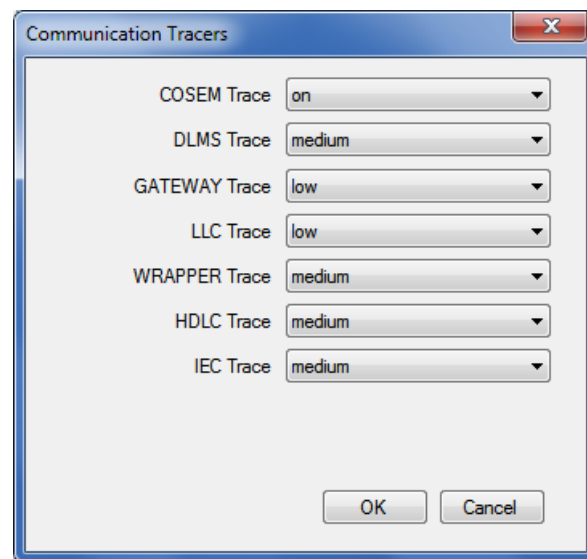 Communication Tracers
COSEM Trace on
DLMS Trace medium
GATEWAY Trace low
LLC Trace low
WRAPPER Trace medium
HDLC Trace medium
IEC Trace medium
OK Cancel